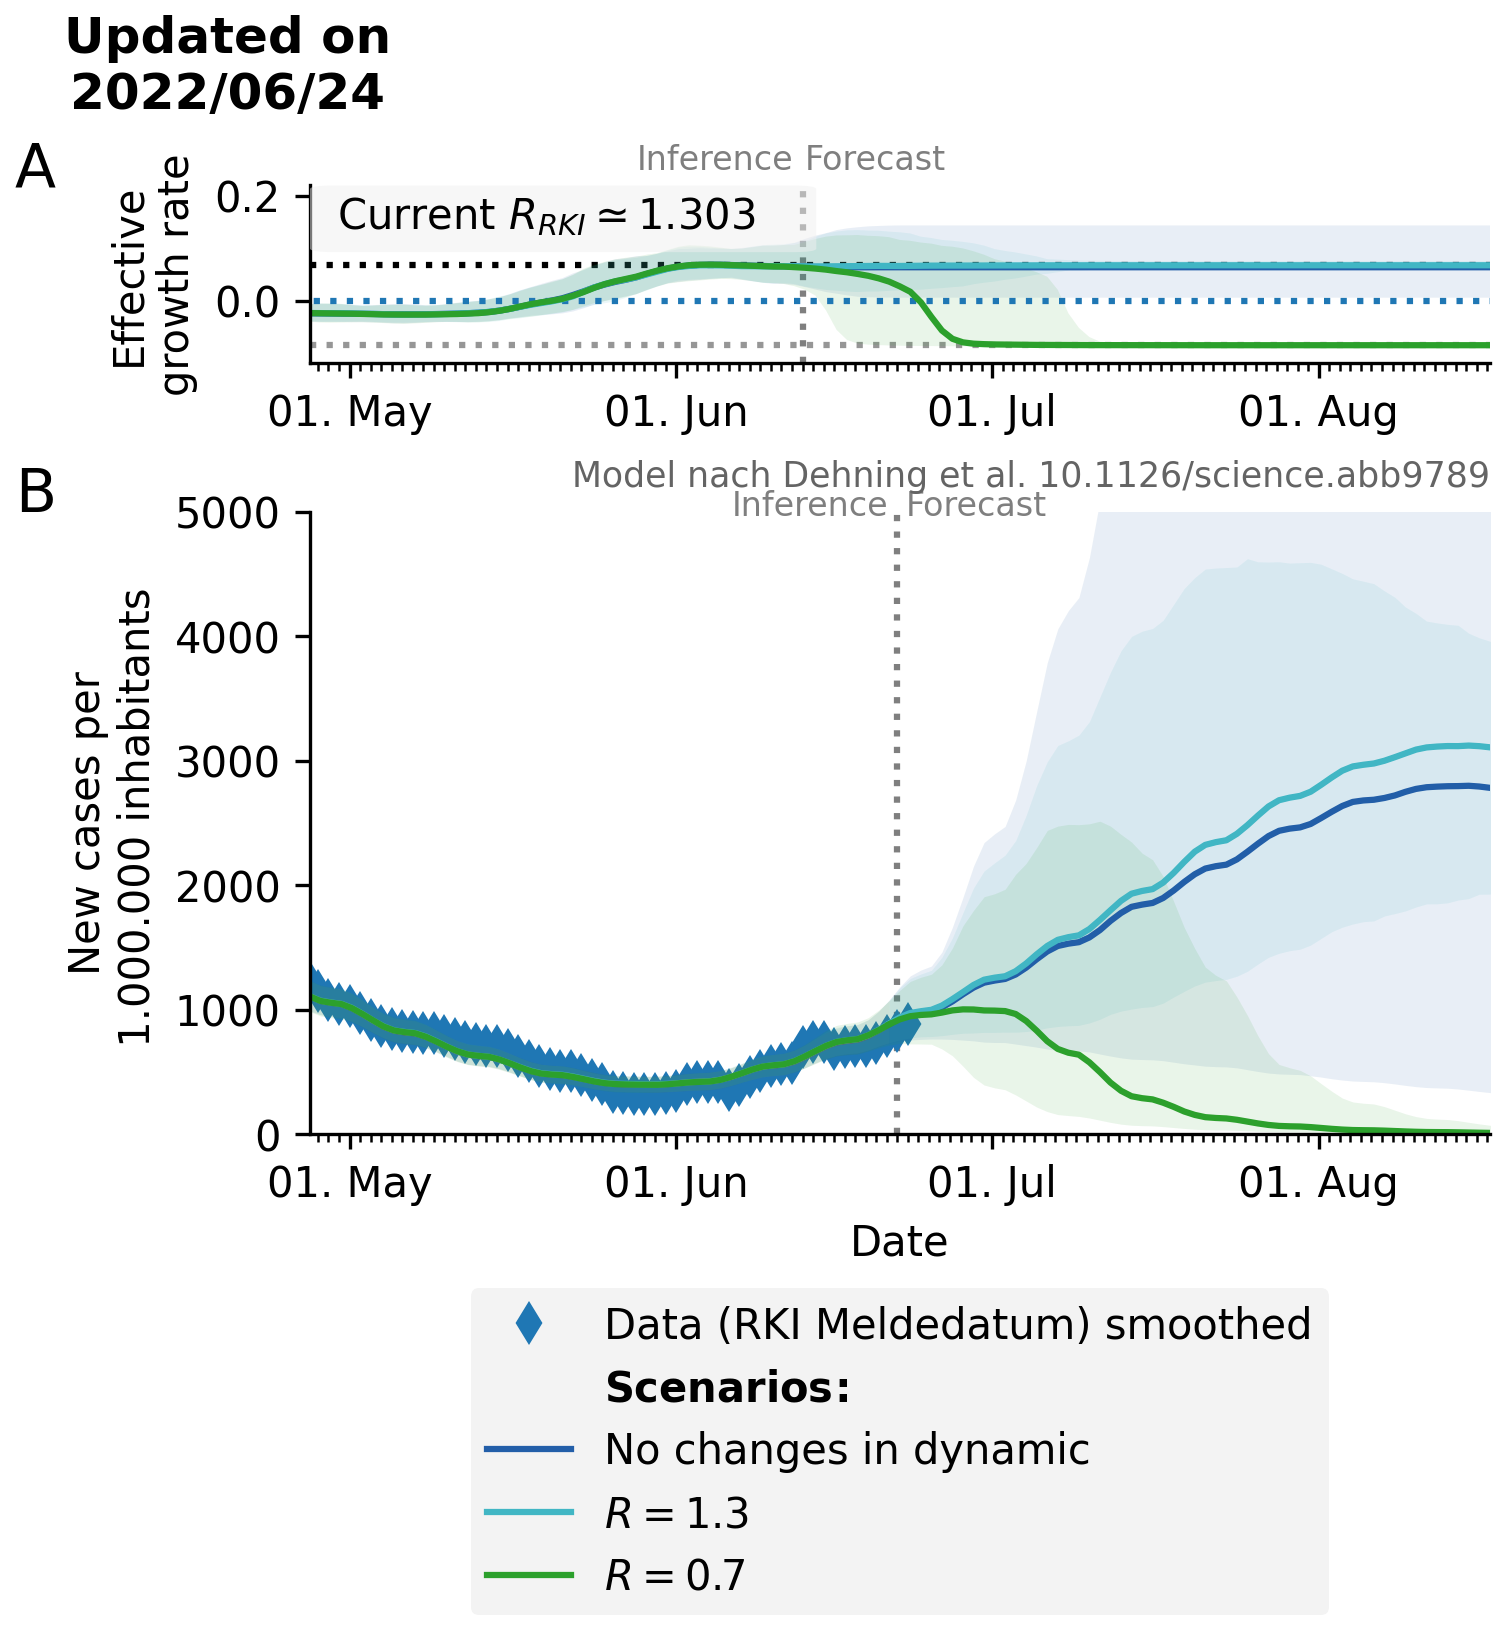 Updated on
2022/06/24
A
Inference Forecast
Effective
growth rate
0.2
0.0
Current R_RKI ≃ 1.303
01. May 01. Jun 01. Jul 01. Aug
B
Model nach Dehning et al. 10.1126/science.abb9789
Inference Forecast
New cases per
1.000.000 inhabitants
5000
4000
3000
2000
1000
0
01. May 01. Jun 01. Jul 01. Aug
Date
Data (RKI Meldedatum) smoothed
Scenarios:
No changes in dynamic
R = 1.3
R = 0.7